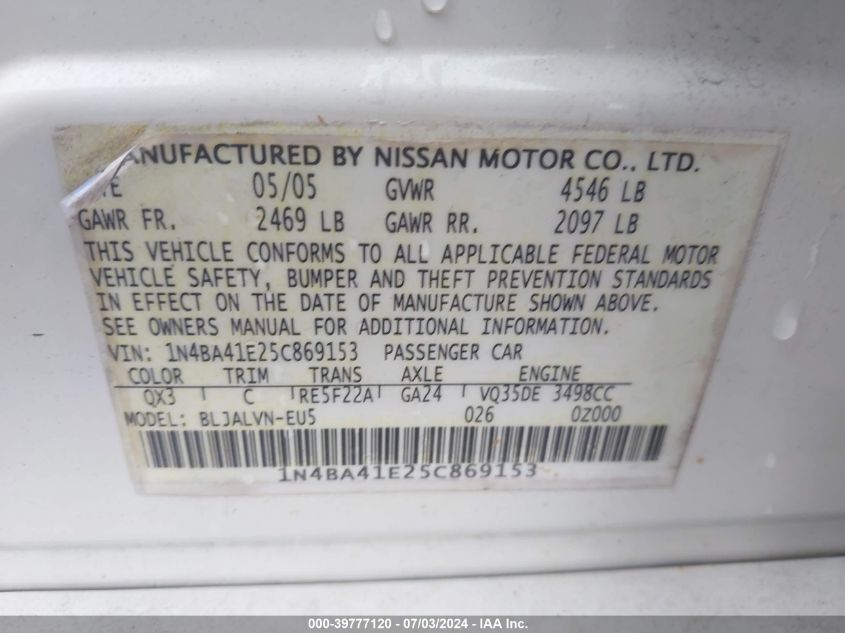 ANUFACTURED BY NISSAN MOTOR CO., LTD.
TE 05/05 GVWR 4546 LB
GAWR FR. 2469 LB GAWR RR. 2097 LB
THIS VEHICLE CONFORMS TO ALL APPLICABLE FEDERAL MOTOR
VEHICLE SAFETY, BUMPER AND THEFT PREVENTION STANDARDS
IN EFFECT ON THE DATE OF MANUFACTURE SHOWN ABOVE.
SEE OWNERS MANUAL FOR ADDITIONAL INFORMATION.
VIN: 1N4BA41E25C869153 PASSENGER CAR
COLOR TRIM TRANS AXLE ENGINE
QX3 C RE5F22A GA24 VQ35DE 3498CC
MODEL: BLJALVN-EU5 026 0Z000
1N4BA41E25C869153
000-39777120 - 07/03/2024 - IAA Inc.